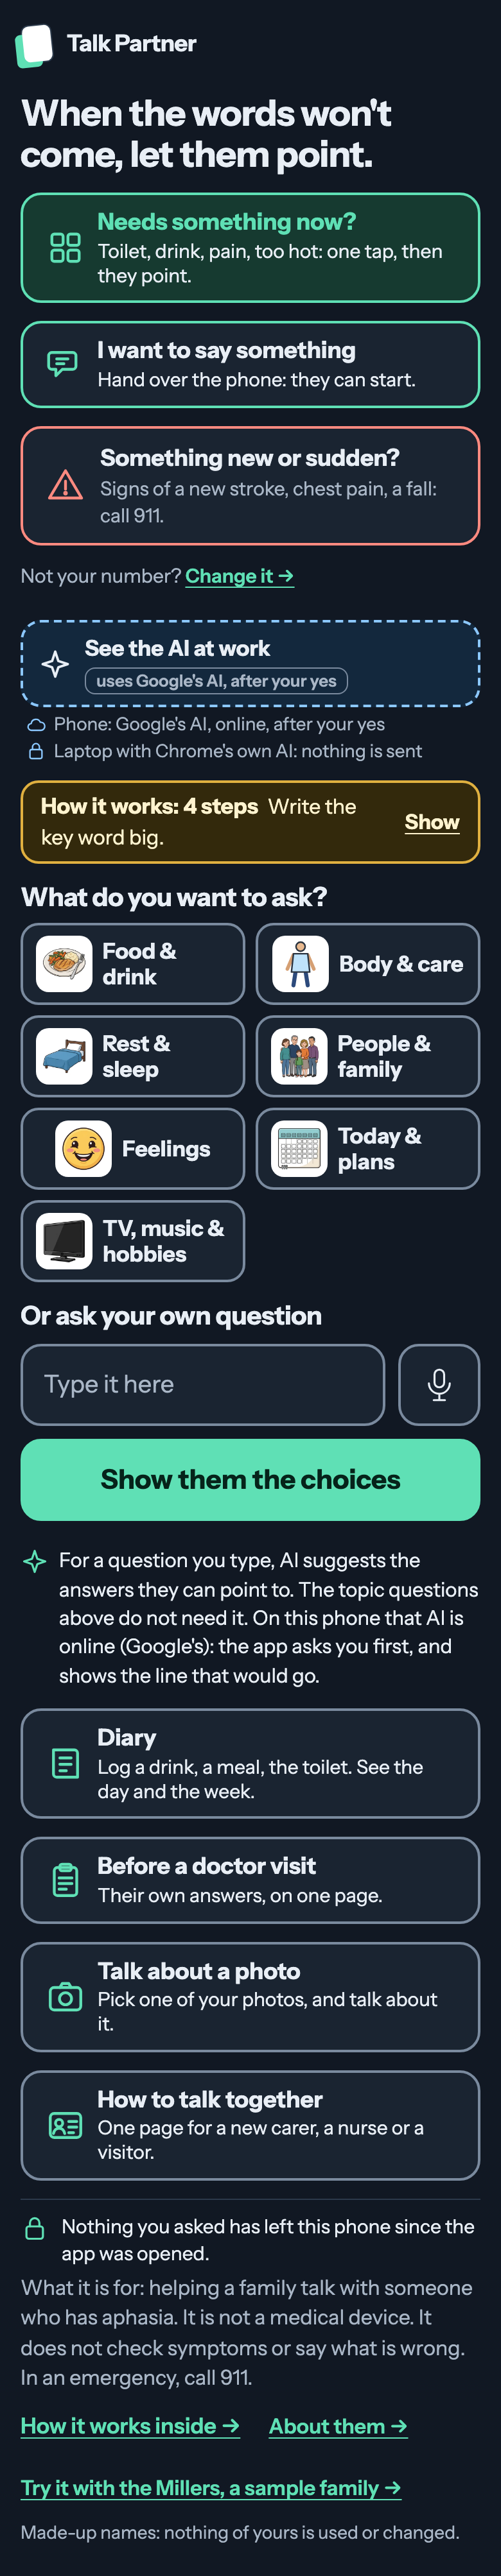 Talk Partner
When the words won't
come, let them point.
Needs something now?
Toilet, drink, pain, too hot: one tap, then
they point.
I want to say something
Hand over the phone: they can start.
Something new or sudden?
Signs of a new stroke, chest pain, a fall:
call 911.
Not your number? Change it →
See the AI at work
uses Google's AI, after your yes
Phone: Google's AI, online, after your yes
Laptop with Chrome's own AI: nothing is sent
How it works: 4 steps Write the
key word big.
Show
What do you want to ask?
Food &
drink
Body & care
Rest &
sleep
People &
family
Feelings
Today &
plans
TV, music &
hobbies
Or ask your own question
Type it here
Show them the choices
For a question you type, AI suggests the
answers they can point to. The topic questions
above do not need it. On this phone that AI is
online (Google's): the app asks you first, and
shows the line that would go.
Diary
Log a drink, a meal, the toilet. See the
day and the week.
Before a doctor visit
Their own answers, on one page.
Talk about a photo
Pick one of your photos, and talk about
it.
How to talk together
One page for a new carer, a nurse or a
visitor.
Nothing you asked has left this phone since the
app was opened.
What it is for: helping a family talk with someone
who has aphasia. It is not a medical device. It
does not check symptoms or say what is wrong.
In an emergency, call 911.
How it works inside →
About them →
Try it with the Millers, a sample family →
Made-up names: nothing of yours is used or changed.